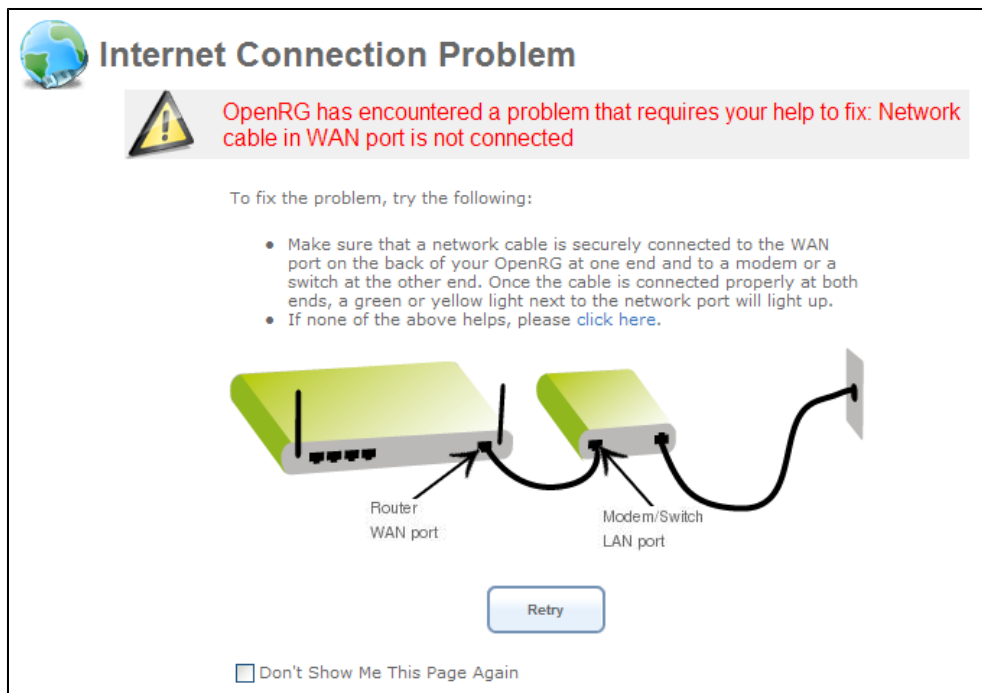 Internet Connection Problem
OpenRG has encountered a problem that requires your help to fix: Network
cable in WAN port is not connected
To fix the problem, try the following:
● Make sure that a network cable is securely connected to the WAN
port on the back of your OpenRG at one end and to a modem or a
switch at the other end. Once the cable is connected properly at both
ends, a green or yellow light next to the network port will light up.
● If none of the above helps, please click here.
Router
WAN port
Modem/Switch
LAN port
Retry
Don't Show Me This Page Again